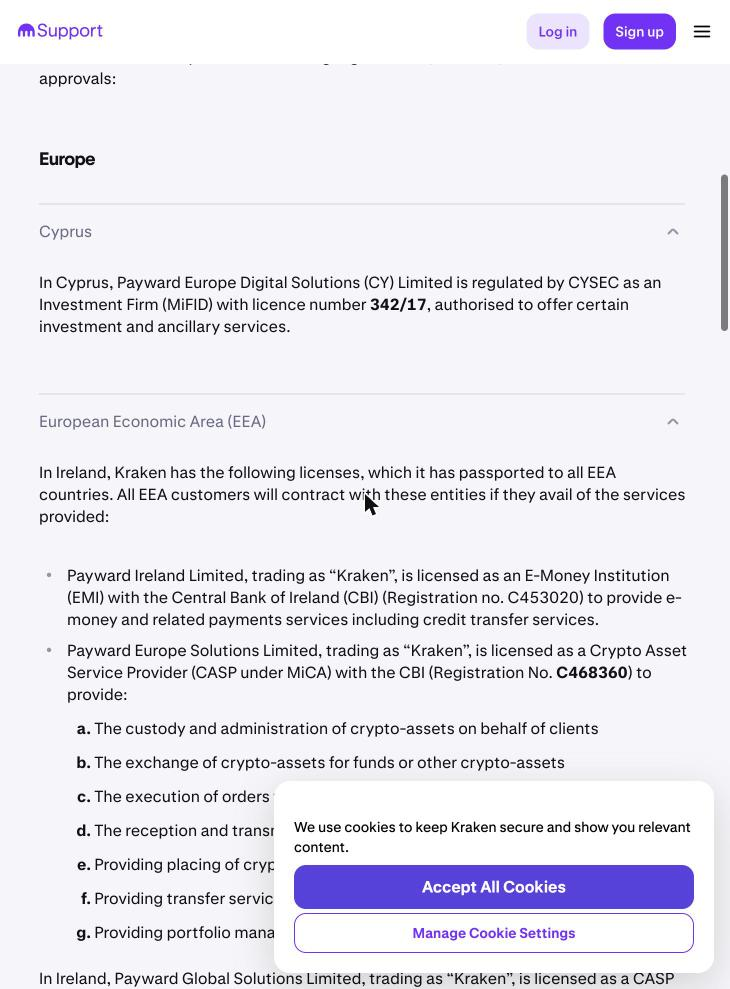 Support
Log in
Sign up
approvals:
Europe
Cyprus
In Cyprus, Payward Europe Digital Solutions (CY) Limited is regulated by CYSEC as an
Investment Firm (MiFID) with licence number 342/17, authorised to offer certain
investment and ancillary services.
European Economic Area (EEA)
In Ireland, Kraken has the following licenses, which it has passported to all EEA
countries. All EEA customers will contract with these entities if they avail of the services
provided:
• Payward Ireland Limited, trading as “Kraken”, is licensed as an E-Money Institution
(EMI) with the Central Bank of Ireland (CBI) (Registration no. C453020) to provide e-
money and related payments services including credit transfer services.
• Payward Europe Solutions Limited, trading as “Kraken”, is licensed as a Crypto Asset
Service Provider (CASP under MiCA) with the CBI (Registration No. C468360) to
provide:
a. The custody and administration of crypto-assets on behalf of clients
b. The exchange of crypto-assets for funds or other crypto-assets
c. The execution of orders
d. The reception and
e. Providing placing of
f. Providing transfer
g. Providing portfolio
We use cookies to keep Kraken secure and show you relevant
content.
Accept All Cookies
Manage Cookie Settings
In Ireland, Payward Global Solutions Limited, trading as “Kraken”, is licensed as a CASP